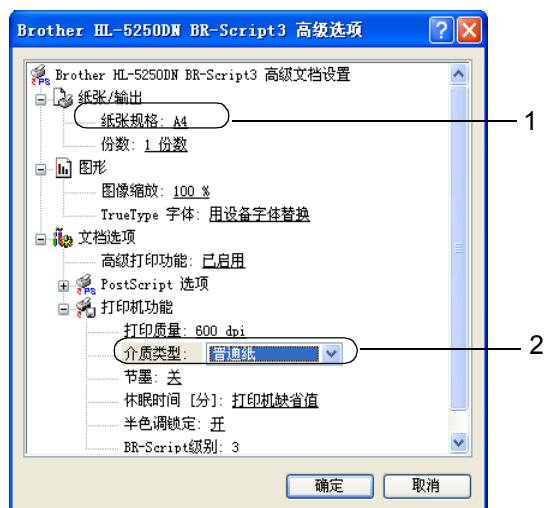 Brother HL-5250DN BR-Script3 高级选项
Brother HL-5250DN BR-Script3 高级文档设置
纸张/输出
纸张规格: A4
1
份数: 1 份数
图形
图像缩放: 100 %
TrueType 字体: 用设备字体替换
文档选项
高级打印功能: 已启用
PostScript 选项
打印机功能
打印质量: 600 dpi
介质类型: 普通纸
2
节墨: 关
休眠时间 [分]: 打印机缺省值
半色调锁定: 开
BR-Script级别: 3
确定
取消